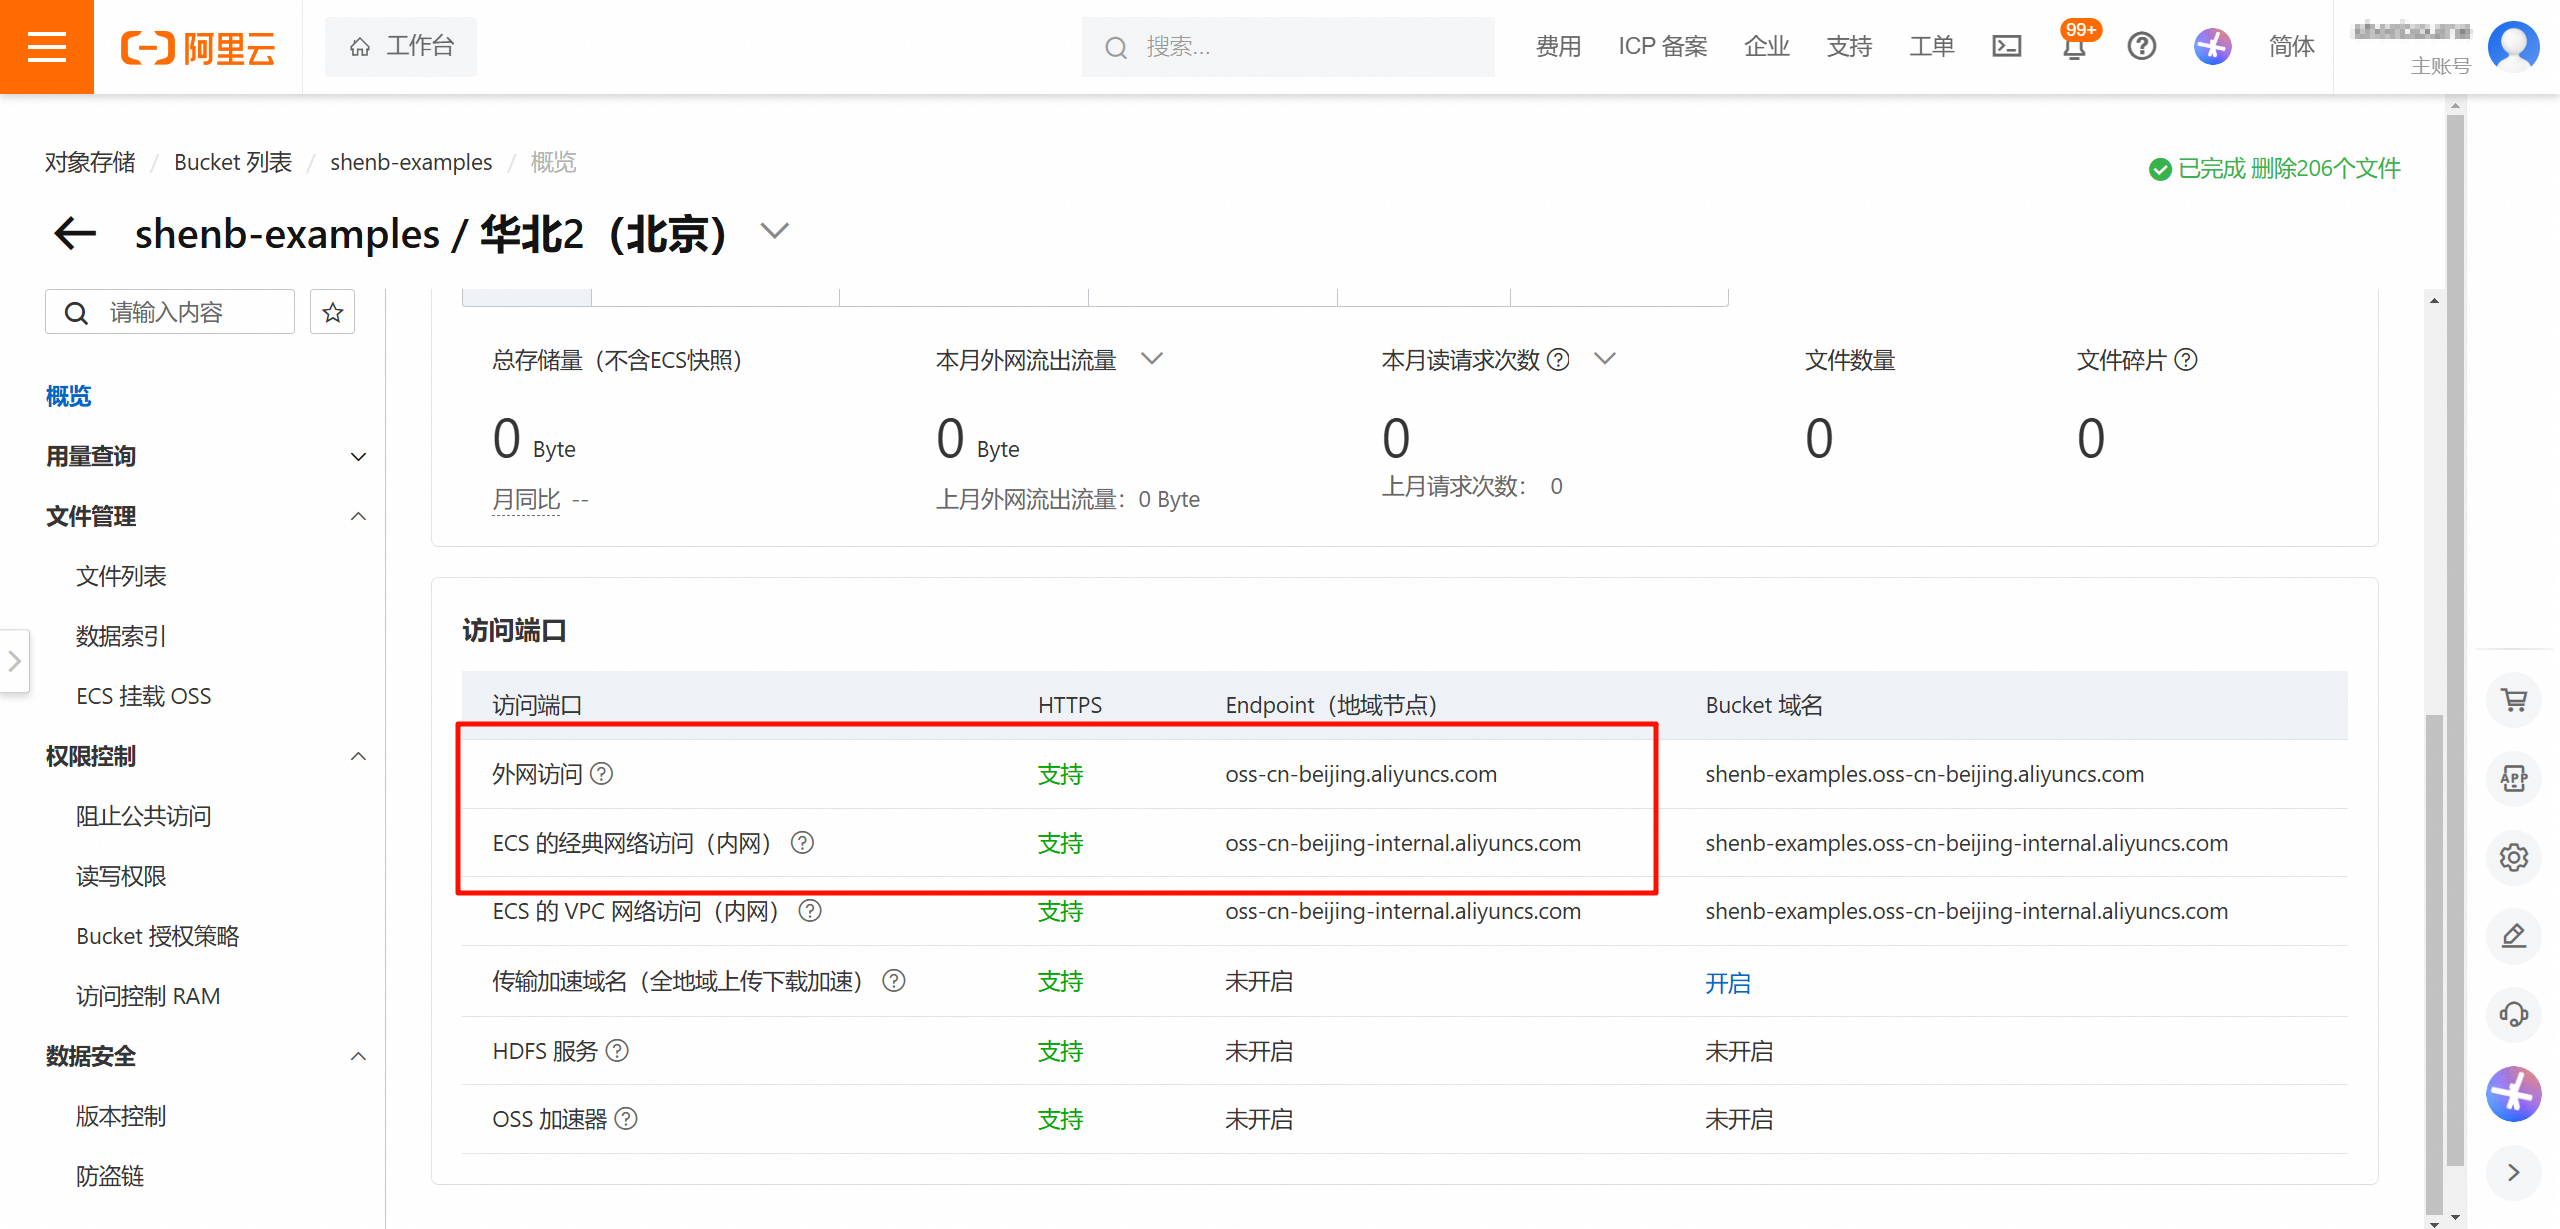 阿里云
工作台
搜索...
费用
ICP 备案
企业
支持
工单
99+
简体
主账号
对象存储 / Bucket 列表 / shenb-examples / 概览
已完成 删除206个文件
shenb-examples / 华北2（北京）
请输入内容
概览
用量查询
文件管理
文件列表
数据索引
ECS 挂载 OSS
权限控制
阻止公共访问
读写权限
Bucket 授权策略
访问控制 RAM
数据安全
版本控制
防盗链
总存储量（不含ECS快照）
0 Byte
月同比 --
本月外网流出流量
0 Byte
上月外网流出流量：0 Byte
本月读请求次数
0
上月请求次数： 0
文件数量
0
文件碎片
0
访问端口
访问端口 HTTPS Endpoint（地域节点） Bucket 域名
外网访问 支持 oss-cn-beijing.aliyuncs.com shenb-examples.oss-cn-beijing.aliyuncs.com
ECS 的经典网络访问（内网） 支持 oss-cn-beijing-internal.aliyuncs.com shenb-examples.oss-cn-beijing-internal.aliyuncs.com
ECS 的 VPC 网络访问（内网） 支持 oss-cn-beijing-internal.aliyuncs.com shenb-examples.oss-cn-beijing-internal.aliyuncs.com
传输加速域名（全地域上传下载加速） 支持 未开启 开启
HDFS 服务 支持 未开启 未开启
OSS 加速器 支持 未开启 未开启
APP